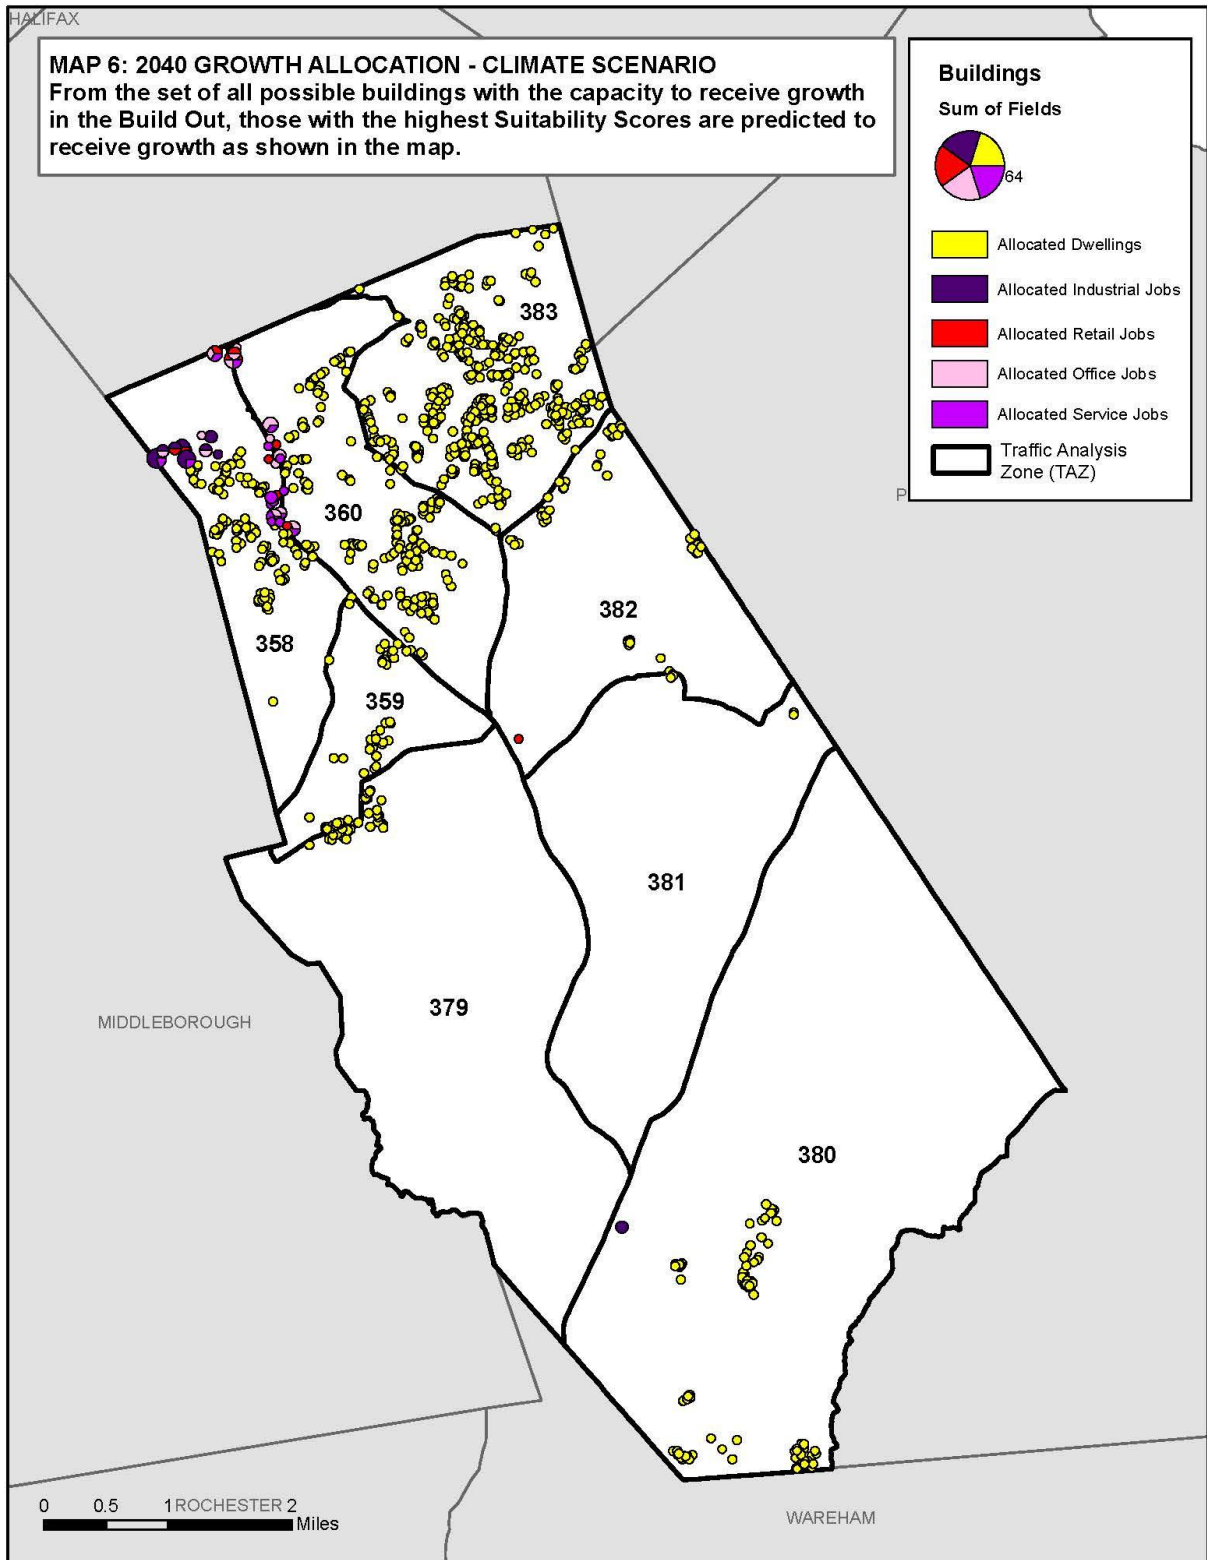 HALIFAX
MAP 6: 2040 GROWTH ALLOCATION - CLIMATE SCENARIO
From the set of all possible buildings with the capacity to receive growth
in the Build Out, those with the highest Suitability Scores are predicted to
receive growth as shown in the map.
Buildings
Sum of Fields
64
Allocated Dwellings
Allocated Industrial Jobs
Allocated Retail Jobs
Allocated Office Jobs
Allocated Service Jobs
Traffic Analysis
Zone (TAZ)
P
383
360
382
358
359
381
379
MIDDLEBOROUGH
380
0 0.5 1 ROCHESTER 2
Miles
WAREHAM